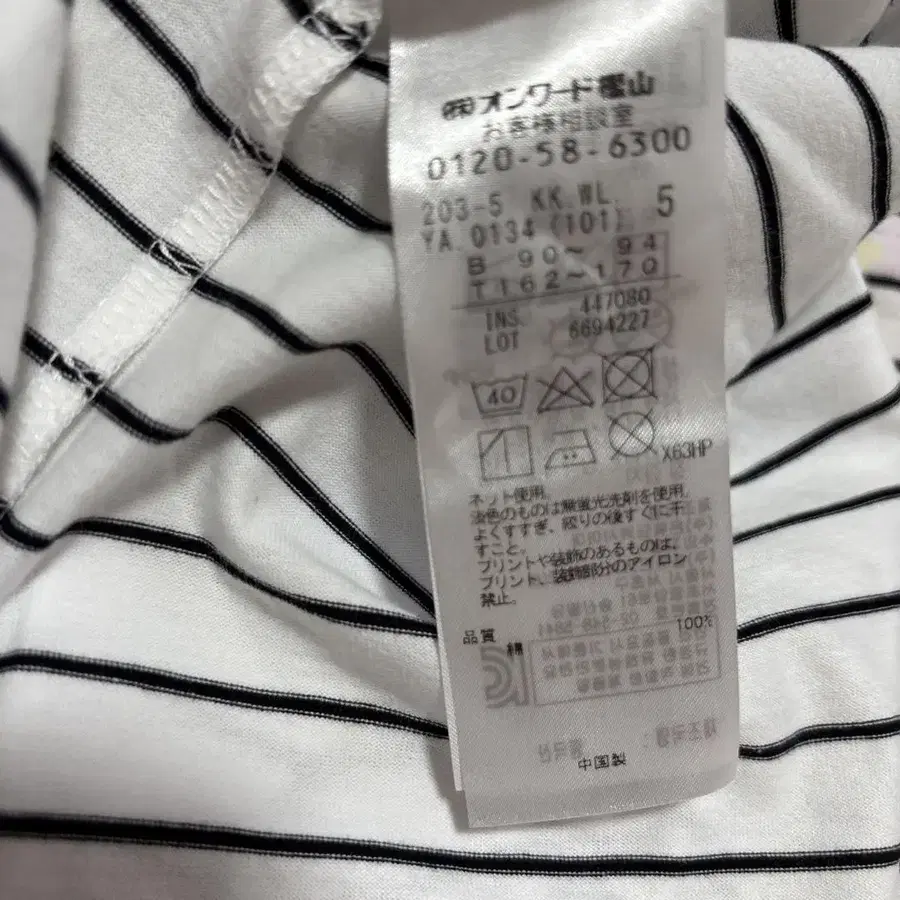 ㈱オンワード樫山
お客様相談室
0120-58-6300
203-5 KK.WL. 5
YA.0134 (101)
B 90~ 94
T162~170
INS. 447080
LOT 6694227
40
X63HP
ネット使用。
淡色のものは無蛍光洗剤を使用。
よくすすぎ、絞りの後すぐに干
すこと。
プリントや装飾のあるものは、
プリント、装飾部分のアイロン
禁止。
品質 綿 100%
中国製